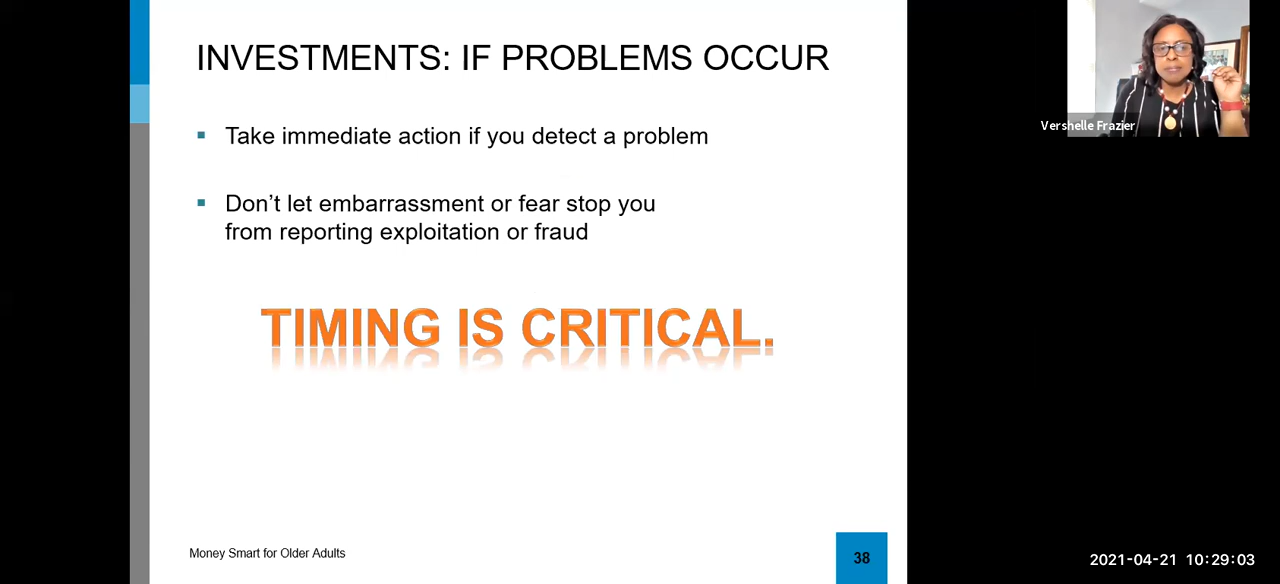 INVESTMENTS: IF PROBLEMS OCCUR
Take immediate action if you detect a problem
Don’t let embarrassment or fear stop you
from reporting exploitation or fraud
TIMING IS CRITICAL.
Money Smart for Older Adults
38
Vershelle Frazier
2021-04-21 10:29:03